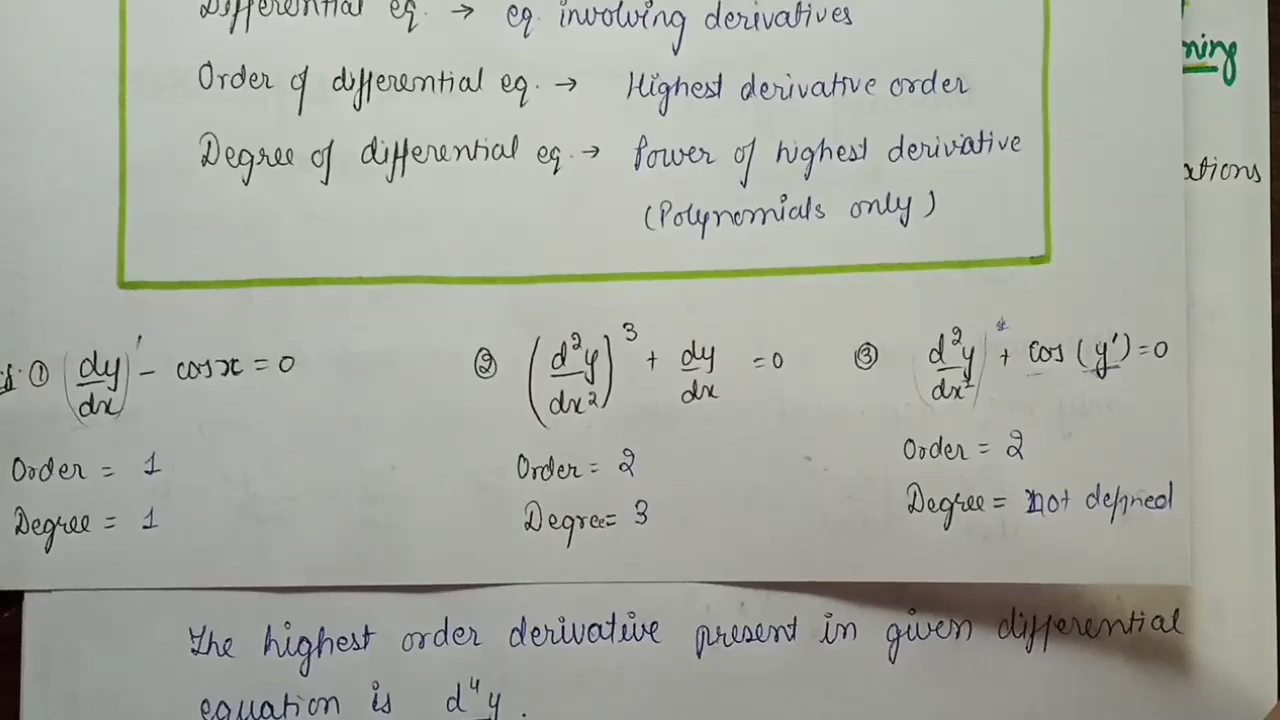 Differential eq. → eq. involving derivatives
Order of differential eq. → Highest derivative order
Degree of differential eq. → Power of highest derivative
(Polynomials only)
ning
ations
① (dy/dx)' - cos x = 0
② (d²y/dx²)³ + dy/dx = 0
③ d²y/dx² + cos (y') = 0
Order = 1
Degree = 1
Order = 2
Degree = 3
Order = 2
Degree = not defined
The highest order derivative present in given differential
equation is d⁴y.